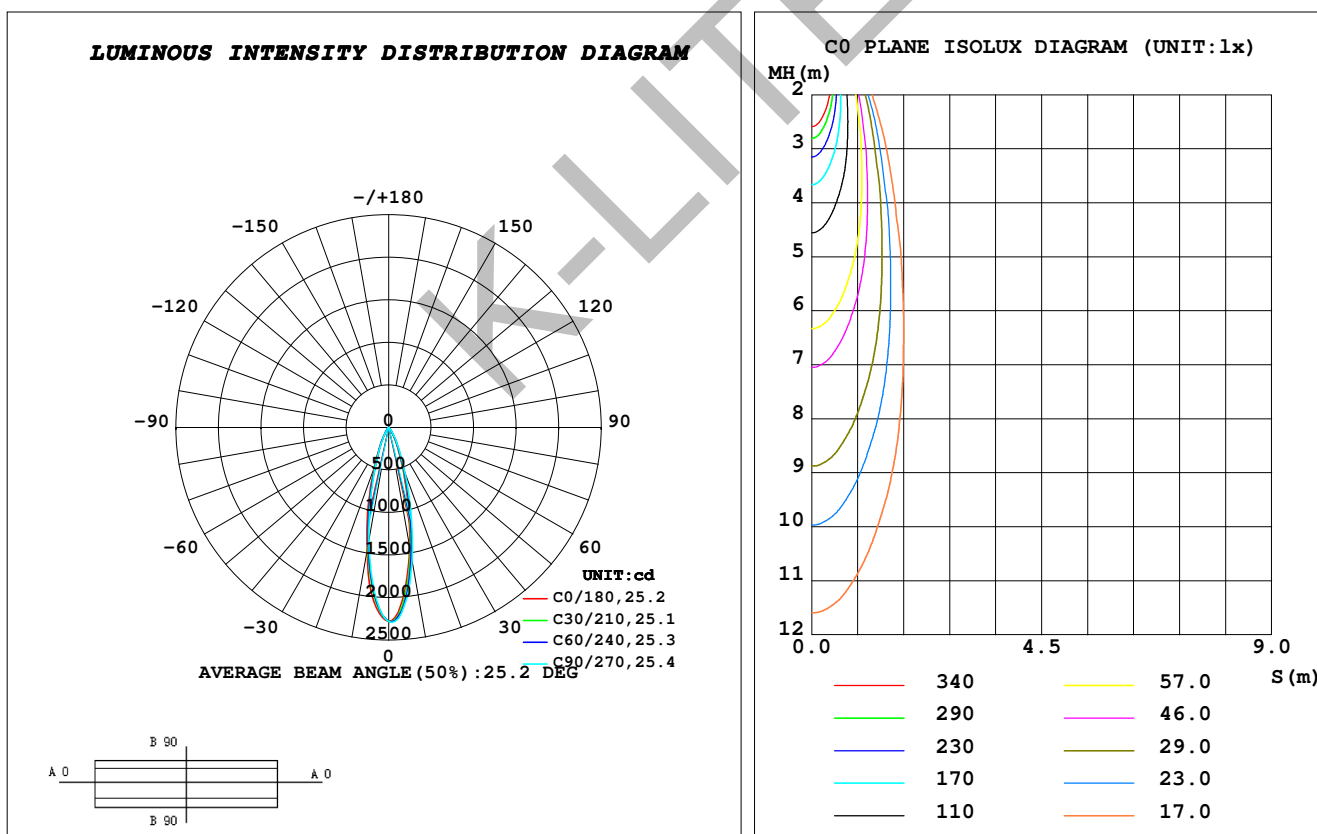 LUMINOUS INTENSITY DISTRIBUTION DIAGRAM
-/+180
-150
150
-120
120
-90
90
-60
60
-30
30
0
0
500
1000
1500
2000
2500
UNIT:cd
C0/180,25.2
C30/210,25.1
C60/240,25.3
C90/270,25.4
AVERAGE BEAM ANGLE(50%):25.2 DEG
B 90
A 0
A 0
B 90
C0 PLANE ISOLUX DIAGRAM (UNIT:lx)
MH(m)
2
3
4
5
6
7
8
9
10
11
12
0.0
4.5
9.0
S(m)
340
57.0
290
46.0
230
29.0
170
23.0
110
17.0
K-LITE